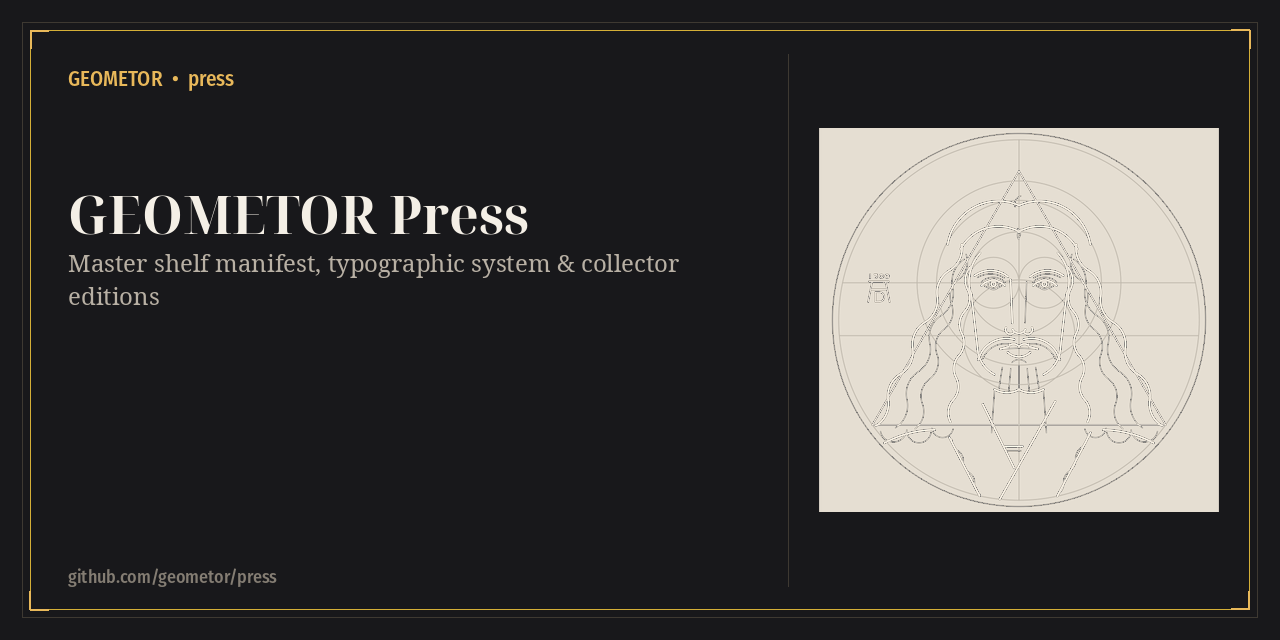 GEOMETOR • press
GEOMETOR Press
Master shelf manifest, typographic system & collector
editions
github.com/geometor/press